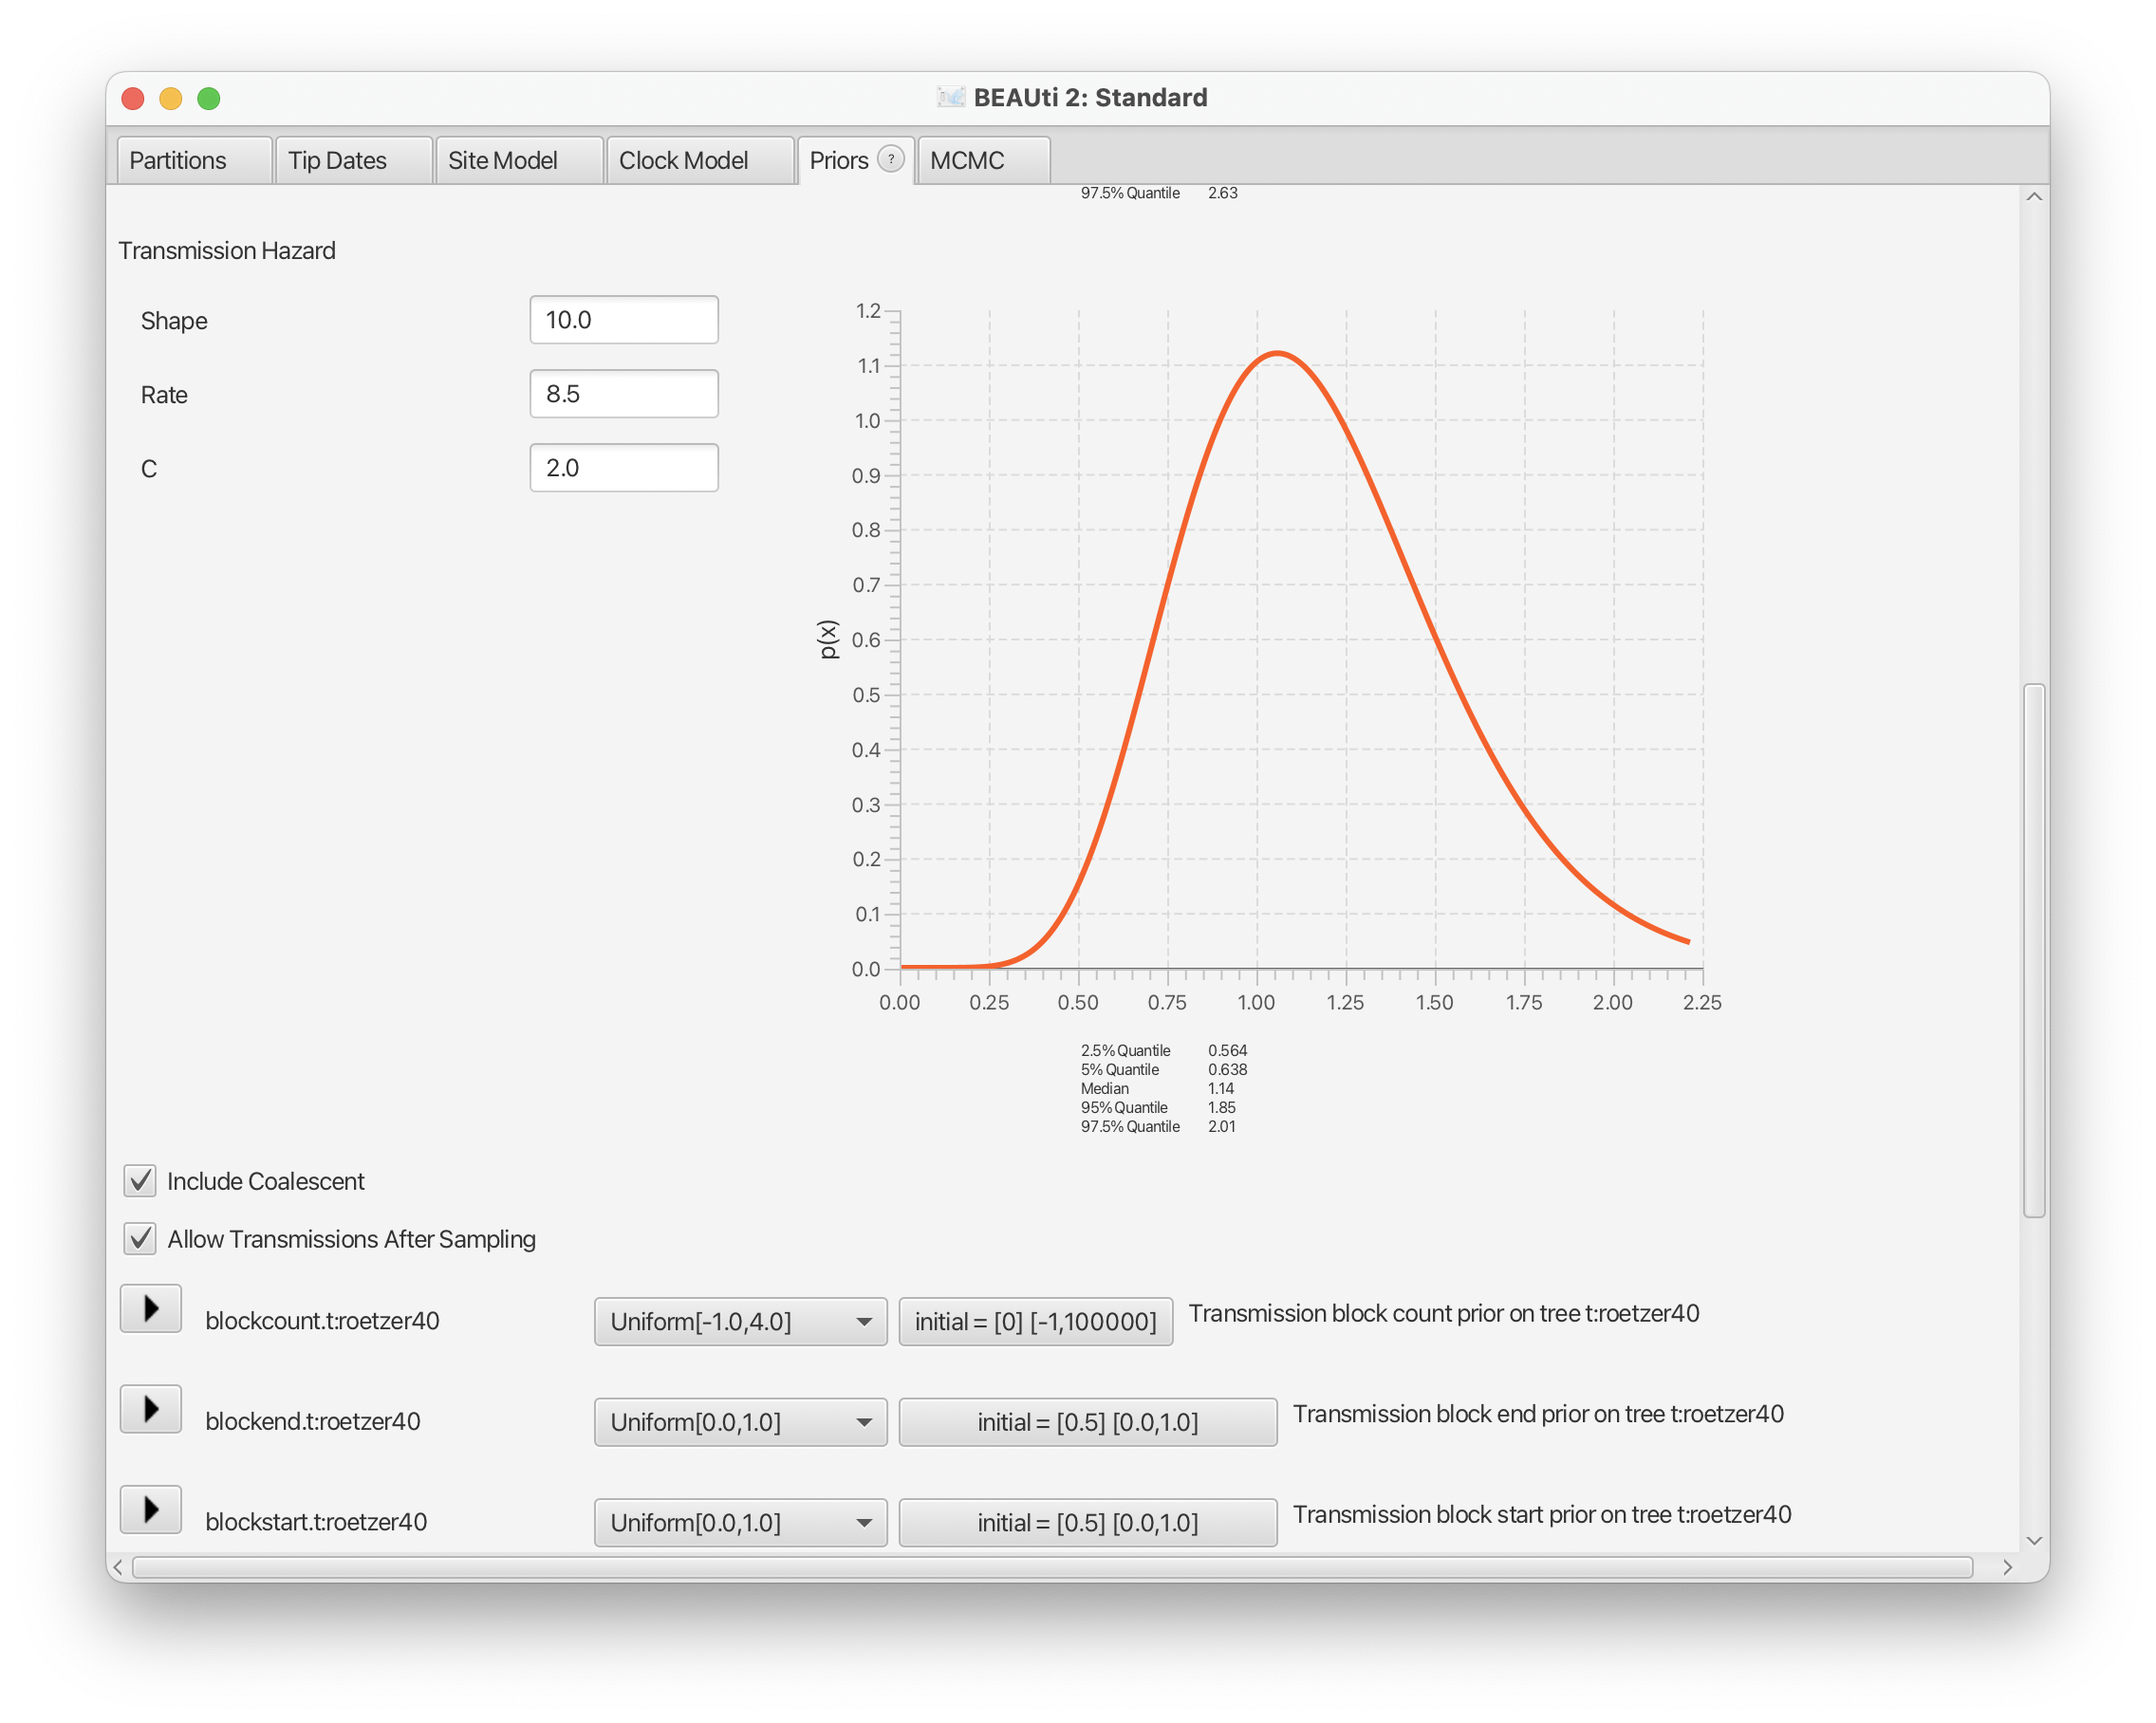 BEAUti 2: Standard
Partitions
Tip Dates
Site Model
Clock Model
Priors ?
MCMC
97.5% Quantile 2.63
Transmission Hazard
Shape 10.0
Rate 8.5
C 2.0
1.2
1.1
1.0
0.9
0.8
0.7
0.6
0.5
0.4
0.3
0.2
0.1
0.0
p(x)
0.00 0.25 0.50 0.75 1.00 1.25 1.50 1.75 2.00 2.25
2.5% Quantile 0.564
5% Quantile 0.638
Median 1.14
95% Quantile 1.85
97.5% Quantile 2.01
Include Coalescent
Allow Transmissions After Sampling
blockcount.t:roetzer40 Uniform[-1.0,4.0] initial = [0] [-1,100000] Transmission block count prior on tree t:roetzer40
blockend.t:roetzer40 Uniform[0.0,1.0] initial = [0.5] [0.0,1.0] Transmission block end prior on tree t:roetzer40
blockstart.t:roetzer40 Uniform[0.0,1.0] initial = [0.5] [0.0,1.0] Transmission block start prior on tree t:roetzer40